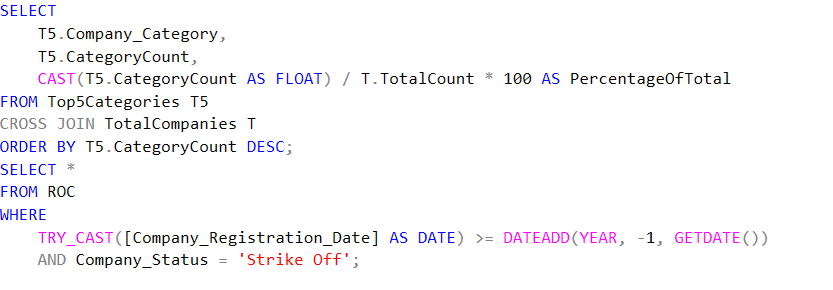 SELECT
    T5.Company_Category,
    T5.CategoryCount,
    CAST(T5.CategoryCount AS FLOAT) / T.TotalCount * 100 AS PercentageOfTotal
FROM Top5Categories T5
CROSS JOIN TotalCompanies T
ORDER BY T5.CategoryCount DESC;
SELECT *
FROM ROC
WHERE
    TRY_CAST([Company_Registration_Date] AS DATE) >= DATEADD(YEAR, -1, GETDATE())
    AND Company_Status = 'Strike Off';